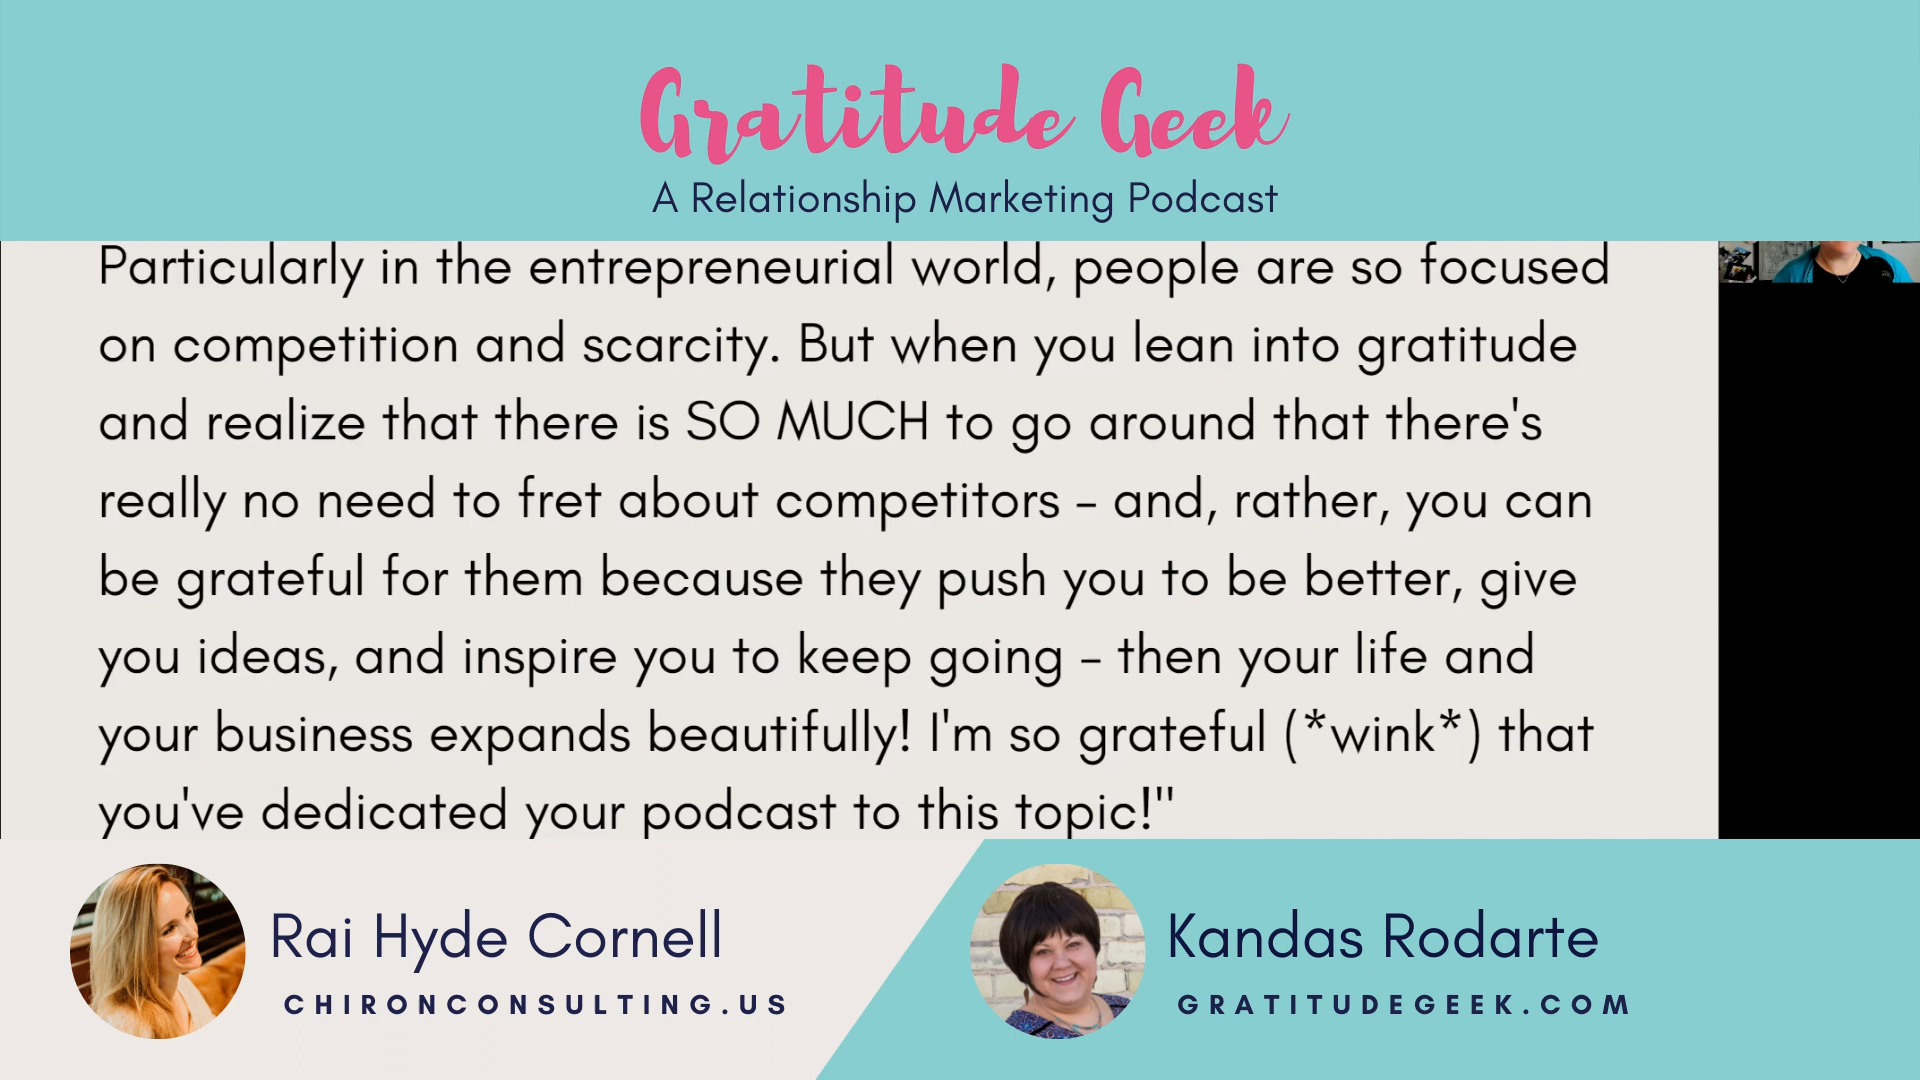 Gratitude Geek
A Relationship Marketing Podcast
Particularly in the entrepreneurial world, people are so focused
on competition and scarcity. But when you lean into gratitude
and realize that there is SO MUCH to go around that there's
really no need to fret about competitors – and, rather, you can
be grateful for them because they push you to be better, give
you ideas, and inspire you to keep going – then your life and
your business expands beautifully! I'm so grateful (*wink*) that
you've dedicated your podcast to this topic!"
Rai Hyde Cornell
CHIRONCONSULTING.US
Kandas Rodarte
GRATITUDEGEEK.COM